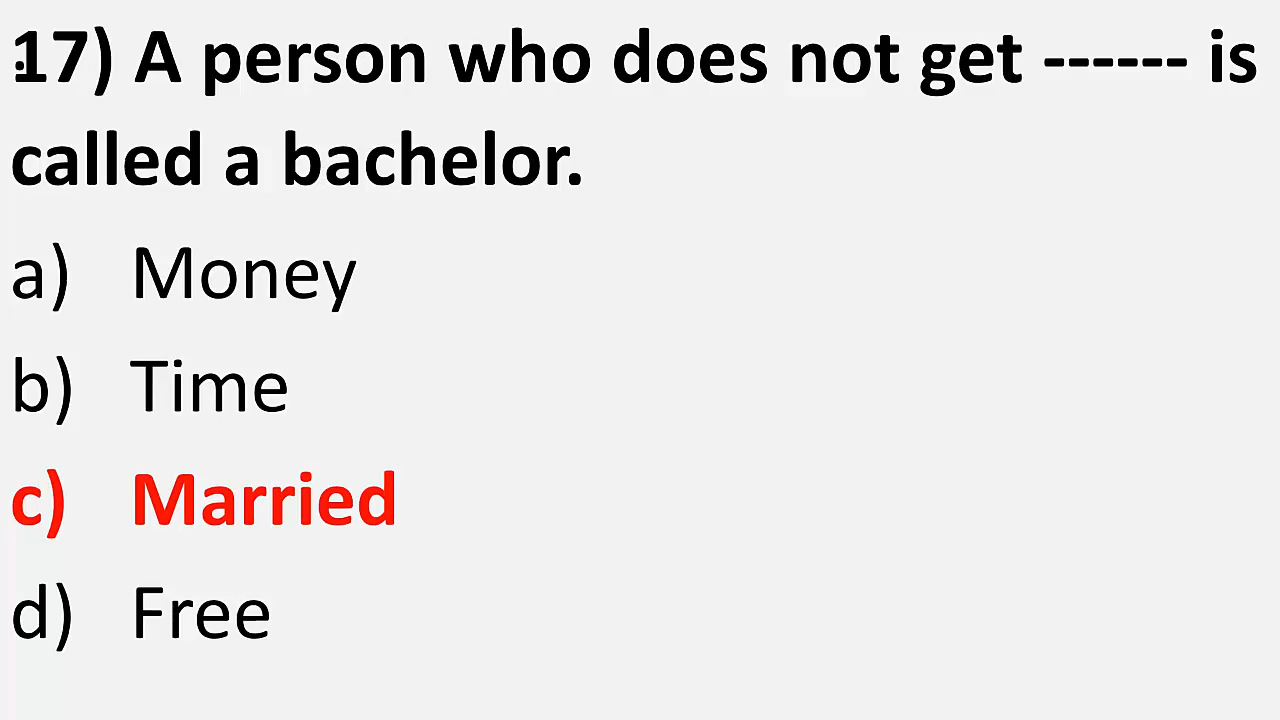 17) A person who does not get ------ is
called a bachelor.
a) Money
b) Time
c) Married
d) Free